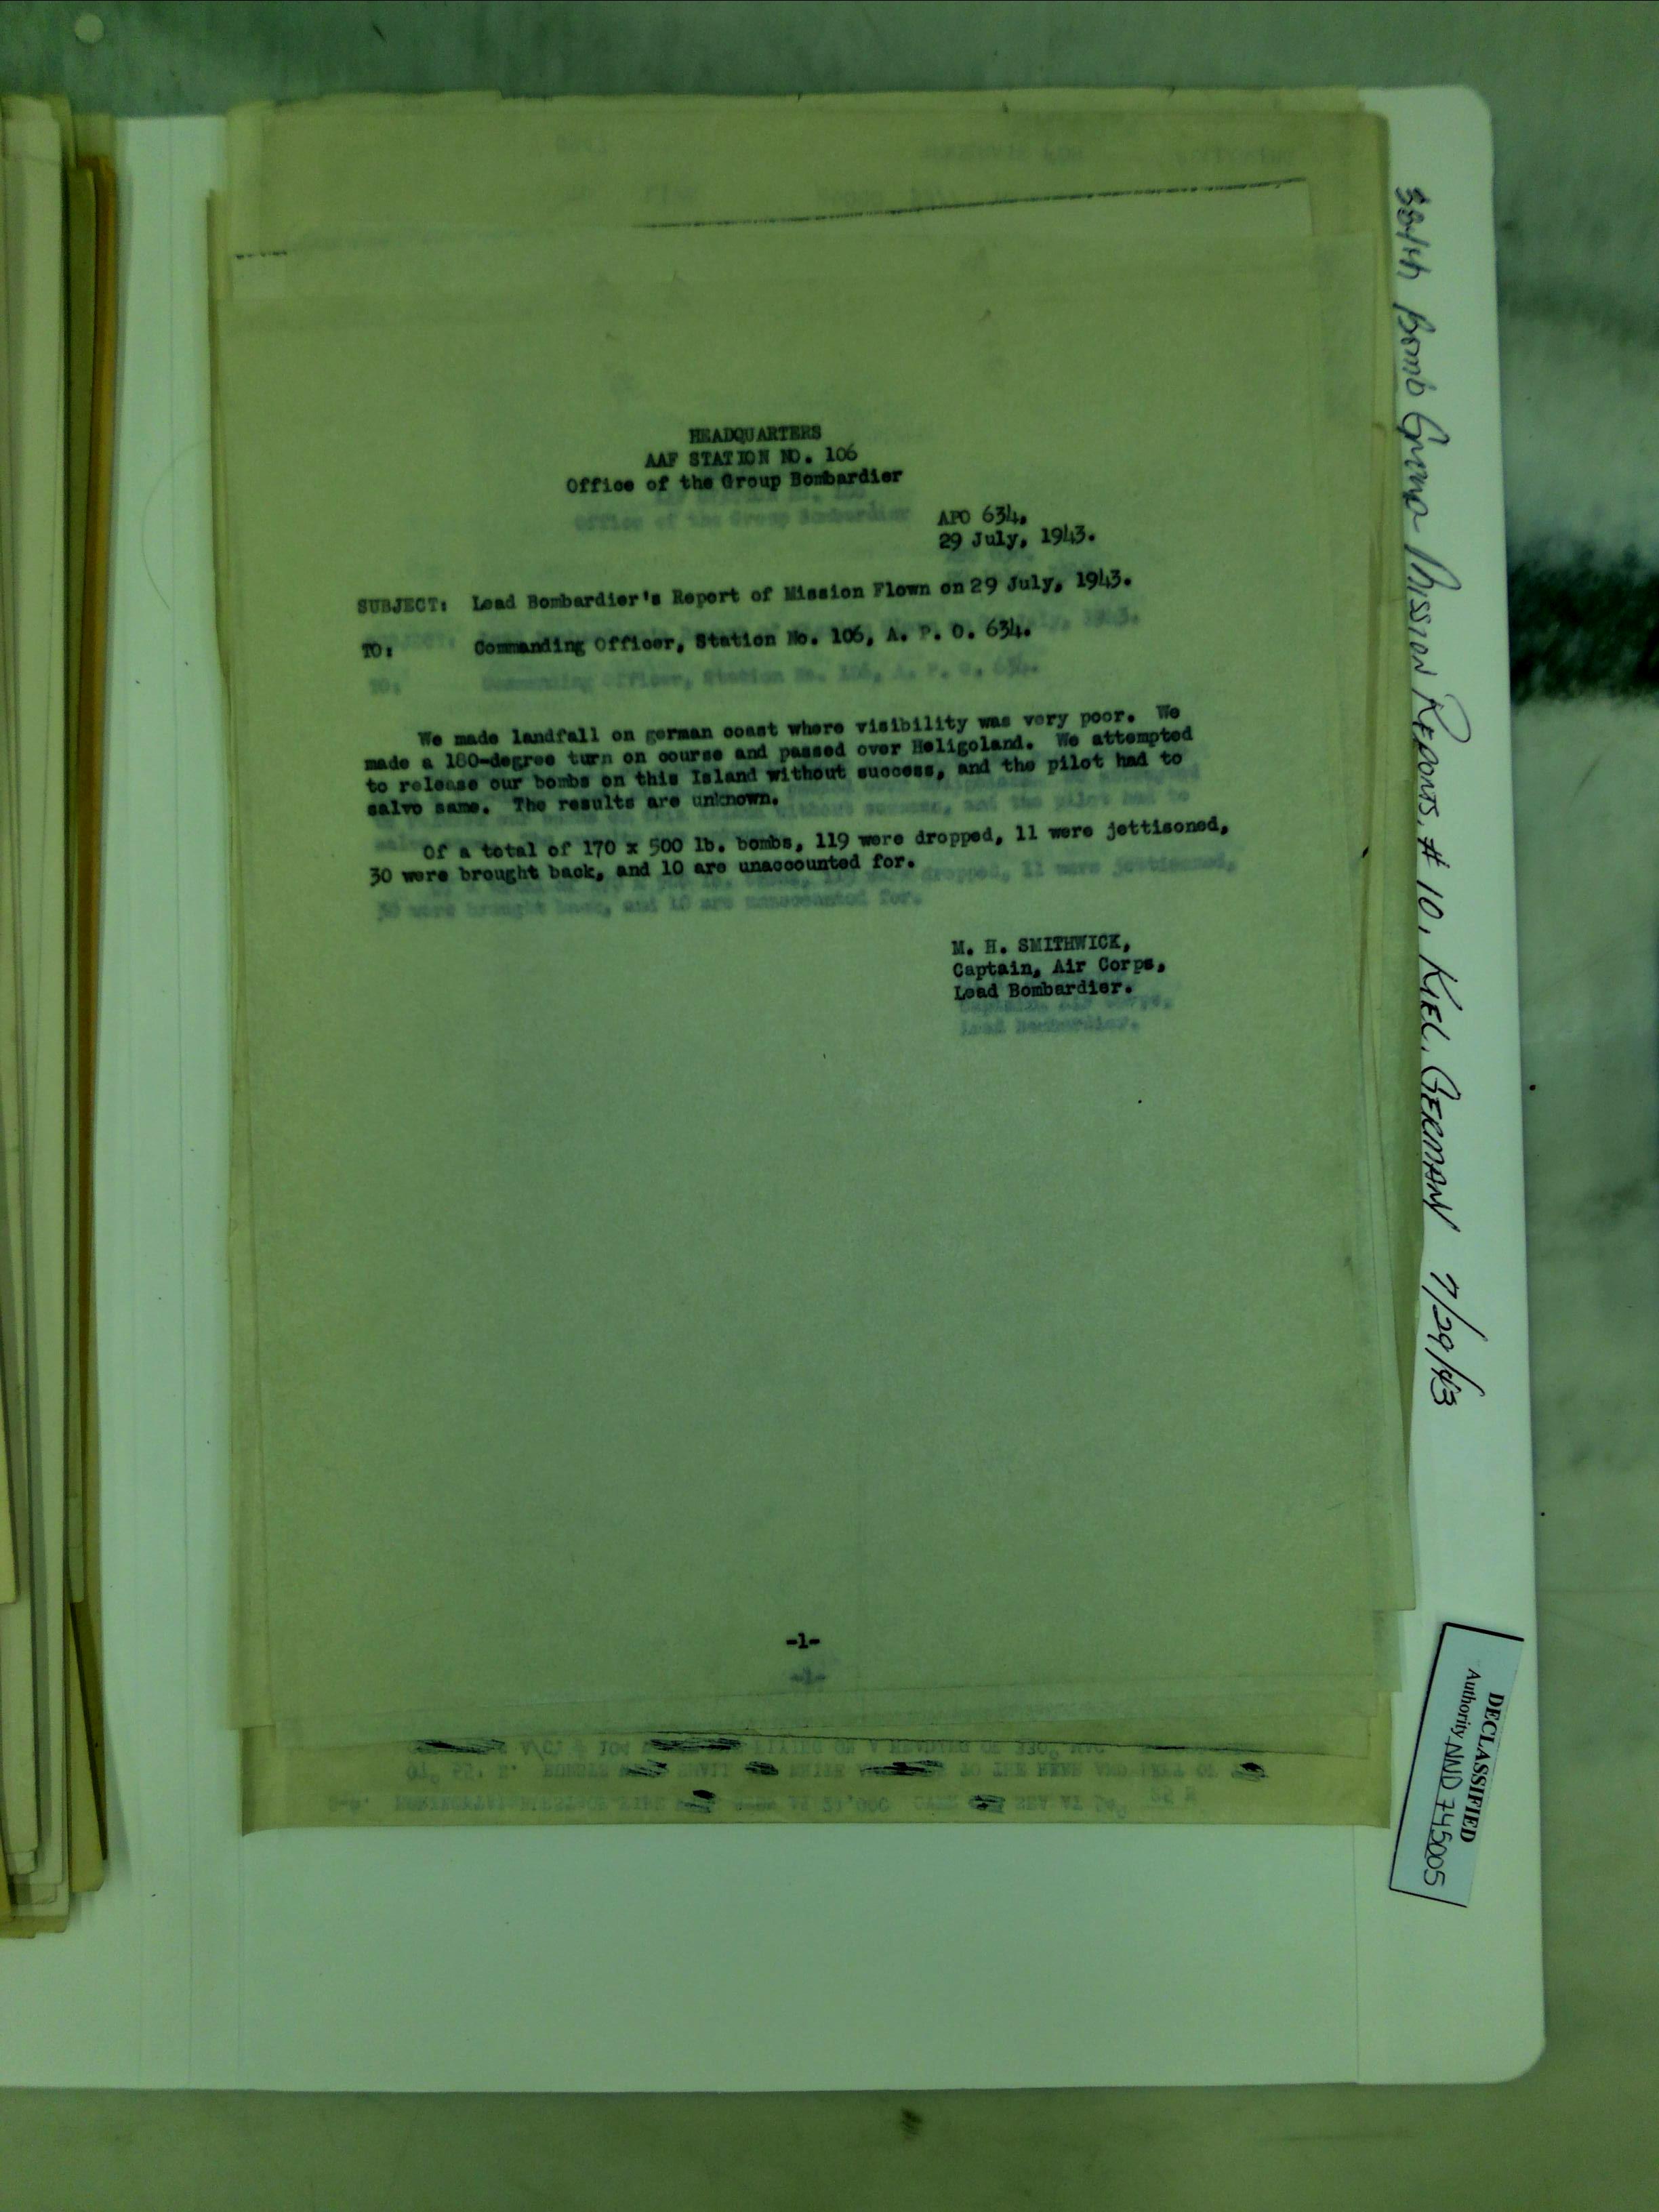 HEADQUARTERS
AAF STATION NO. 106
Office of the Group Bombardier
APO 634.
29 July, 1943.
SUBJECT: Lead Bombardier's Report of Mission Flown on 29 July, 1943.
TO: Commanding Officer, Station No. 106, A. P. O. 634.
We made landfall on german coast where visibility was very poor. We
made a 180-degree turn on course and passed over Heligoland. We attempted
to release our bombs on this Island without success, and the pilot had to
salvo same. The results are unknown.
Of a total of 170 x 500 lb. bombs, 119 were dropped, 11 were jettisoned,
30 were brought back, and 10 are unaccounted for.
M. H. SMITHWICK,
Captain, Air Corps,
Lead Bombardier.
-1-
384th Bomb Group Mission Reports, # 10, KIEL, GERMANY 7/29/43
DECLASSIFIED
Authority NND 745005